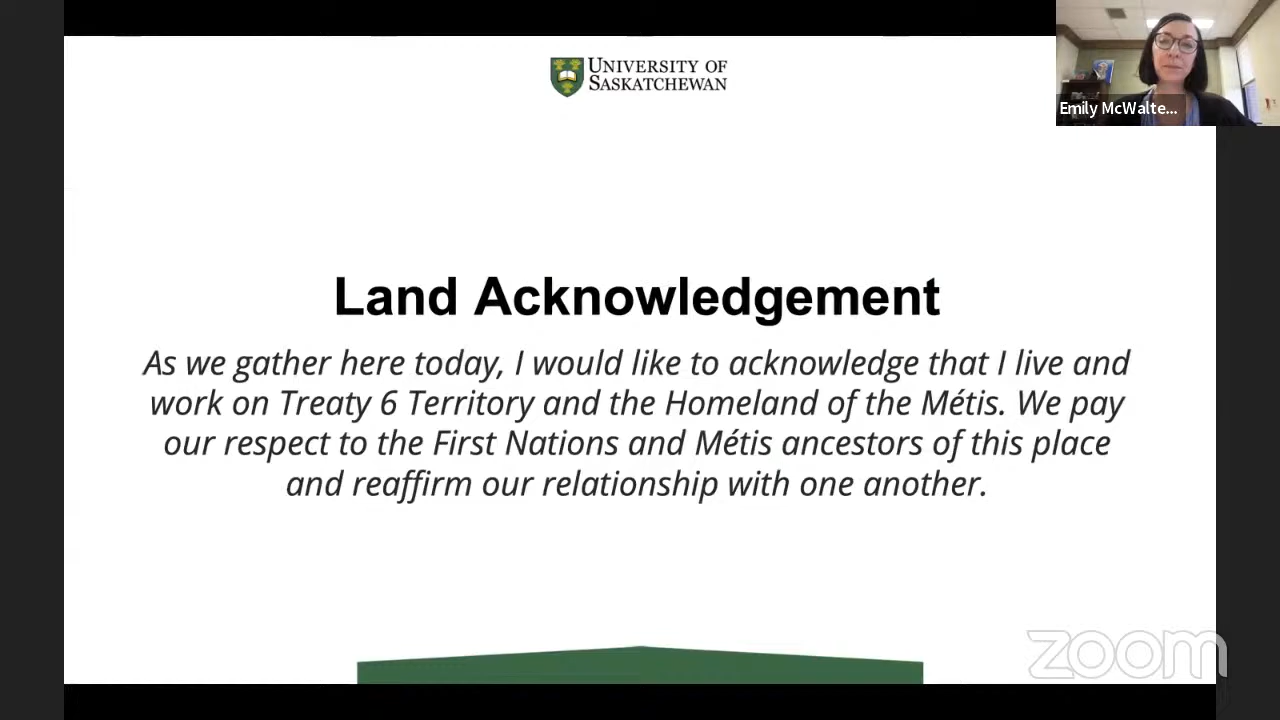 UNIVERSITY OF
SASKATCHEWAN
Emily McWalte...
Land Acknowledgement
As we gather here today, I would like to acknowledge that I live and
work on Treaty 6 Territory and the Homeland of the Métis. We pay
our respect to the First Nations and Métis ancestors of this place
and reaffirm our relationship with one another.
zoom